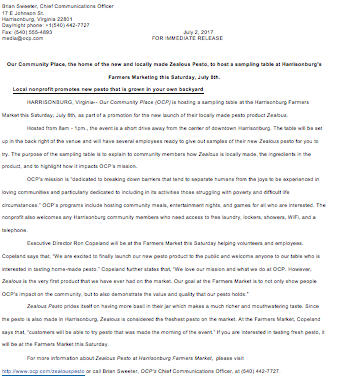 Brian Sweeter, Chief Communications Officer
17 E Johnson St.
Harrisonburg, Virginia 22801
Day/night phone: +1(540) 442-7727
Fax: (540) 555-4893 July 2, 2017
media@ocp.com FOR IMMEDIATE RELEASE
Our Community Place, the home of the new and locally made Zealous Pesto, to host a sampling table at Harrisonburg's
Farmers Marketing this Saturday, July 8th.
Local nonprofit promotes new pesto that is grown in your own backyard
HARRISONBURG, Virginia-- Our Community Place (OCP) is hosting a sampling table at the Harrisonburg Farmers
Market this Saturday, July 8th, as part of a promotion for the new launch of their locally made pesto product Zealous.
Hosted from 8am - 1pm, the event is a short drive away from the center of downtown Harrisonburg. The table will be set
up in the back right of the venue and will have several employees ready to give out samples of their new Zealous pesto for you to
try. The purpose of the sampling table is to explain to community members how Zealous is locally made, the ingredients in the
product, and to highlight how it impacts OCP's mission.
OCP's mission is "dedicated to breaking down barriers that tend to separate humans from the joys to be experienced in
loving communities and particularly dedicated to including in its activities those struggling with poverty and difficult life
circumstances." OCP's programs include hosting community meals, entertainment nights, and games for all who are interested. The
nonprofit also welcomes any Harrisonburg community members who need access to free laundry, lockers, showers, WiFi, and a
telephone.
Executive Director Ron Copeland will be at the Farmers Market this Saturday helping volunteers and employees.
Copeland says that, "We are excited to finally launch our new pesto product to the public and welcome anyone to our table who is
interested in tasting home-made pesto." Copeland further states that, "We love our mission and what we do at OCP. However,
Zealous is the very first product that we have ever had on the market. Our goal at the Farmers Market is to not only show people
OCP's impact on the community, but to also demonstrate the value and quality that our pesto holds."
Zealous Pesto prides itself on having more basil in their jar which makes a much richer and mouthwatering taste. Since
the pesto is also made in Harrisonburg, Zealous is considered the freshest pesto on the market. At the Farmers Market, Copeland
says that, "customers will be able to try pesto that was made the morning of the event." If you are interested in tasting fresh pesto, it
will be at the Farmers Market this Saturday.
For more information about Zealous Pesto at Harrisonburg Farmers Market, please visit
http://www.ocp.com/zealouspesto or call Brian Sweeter, OCP's Chief Communications Officer, at (540) 442-7727.